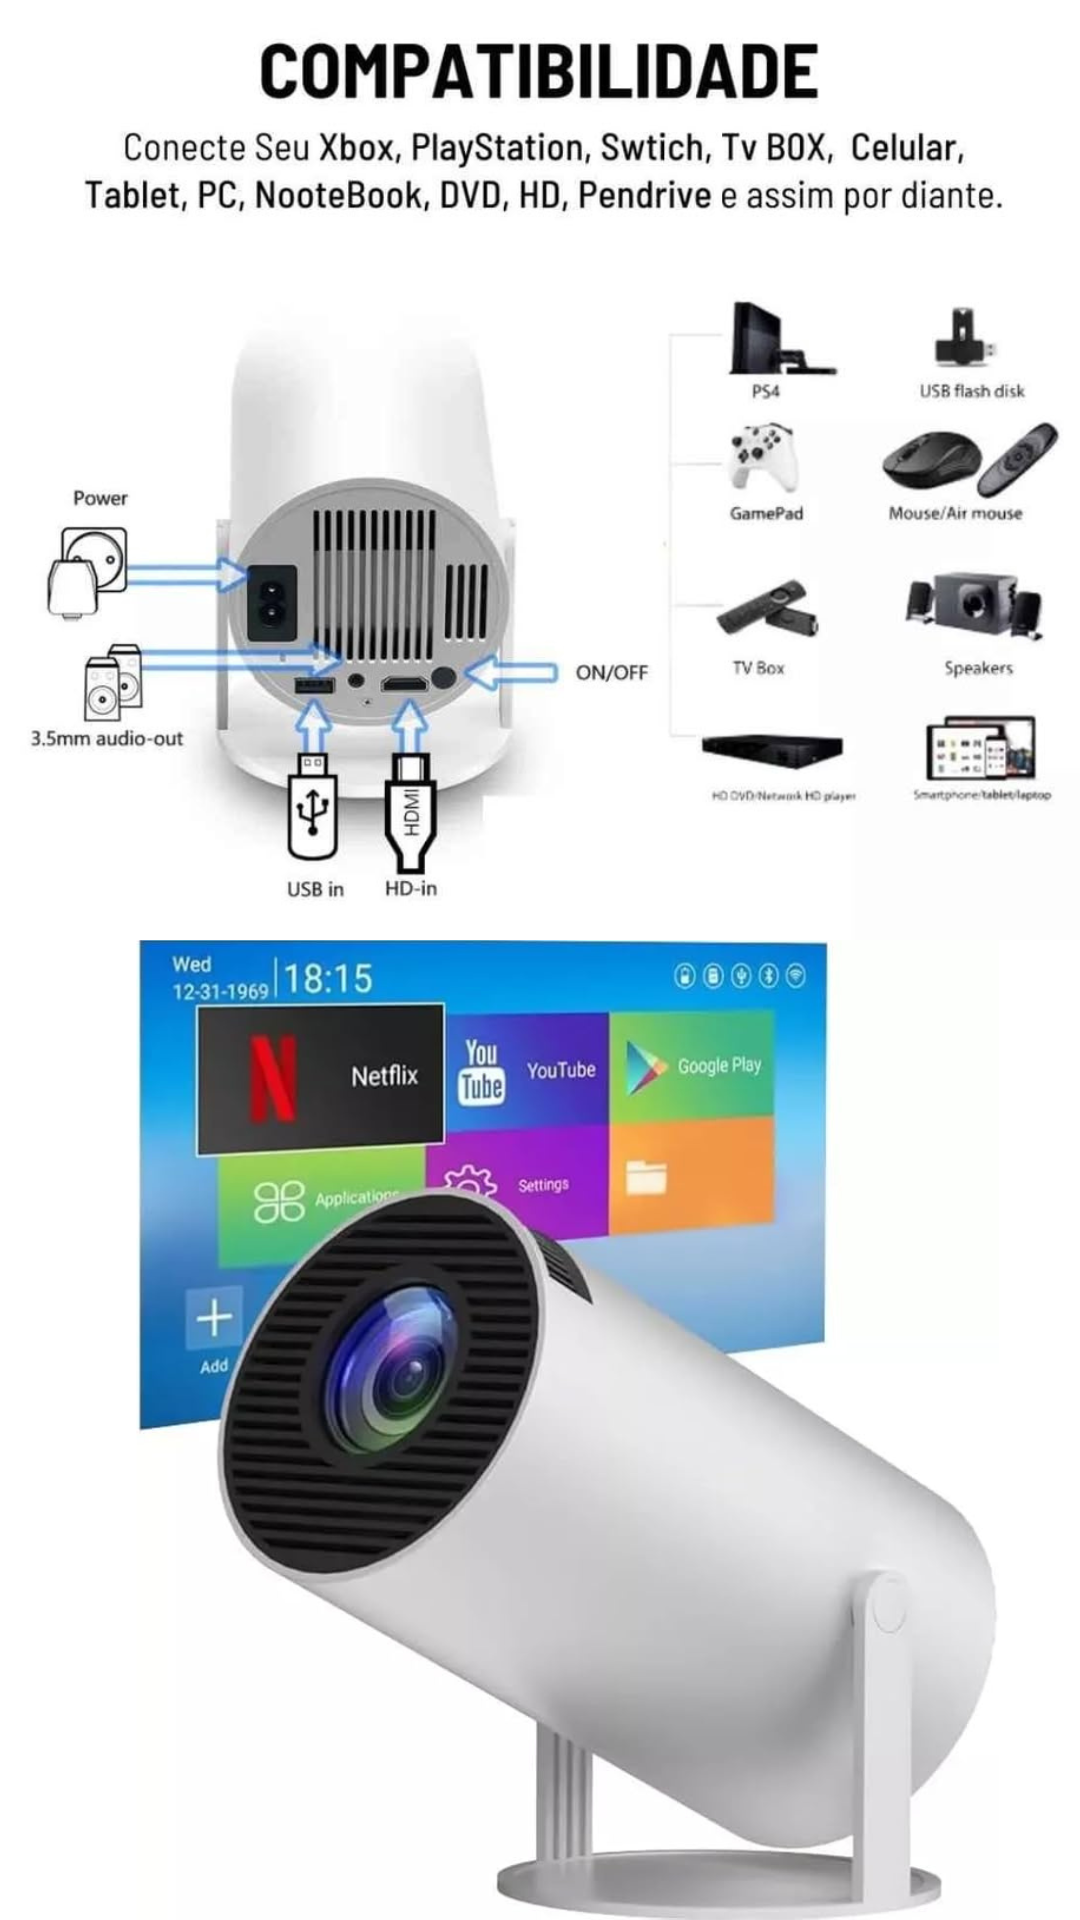 COMPATIBILIDADE
Conecte Seu Xbox, PlayStation, Swtich, Tv BOX, Celular,
Tablet, PC, NooteBook, DVD, HD, Pendrive e assim por diante.
PS4
USB flash disk
Power
GamePad
Mouse/Air mouse
ON/OFF
TV Box
Speakers
3.5mm audio-out
HD DVD/Network HD player
Smartphone/tablet/laptop
HDMI
USB in
HD-in
Wed
12-31-1969
18:15
Netflix
You
Tube
YouTube
Google Play
Applications
Settings
Add